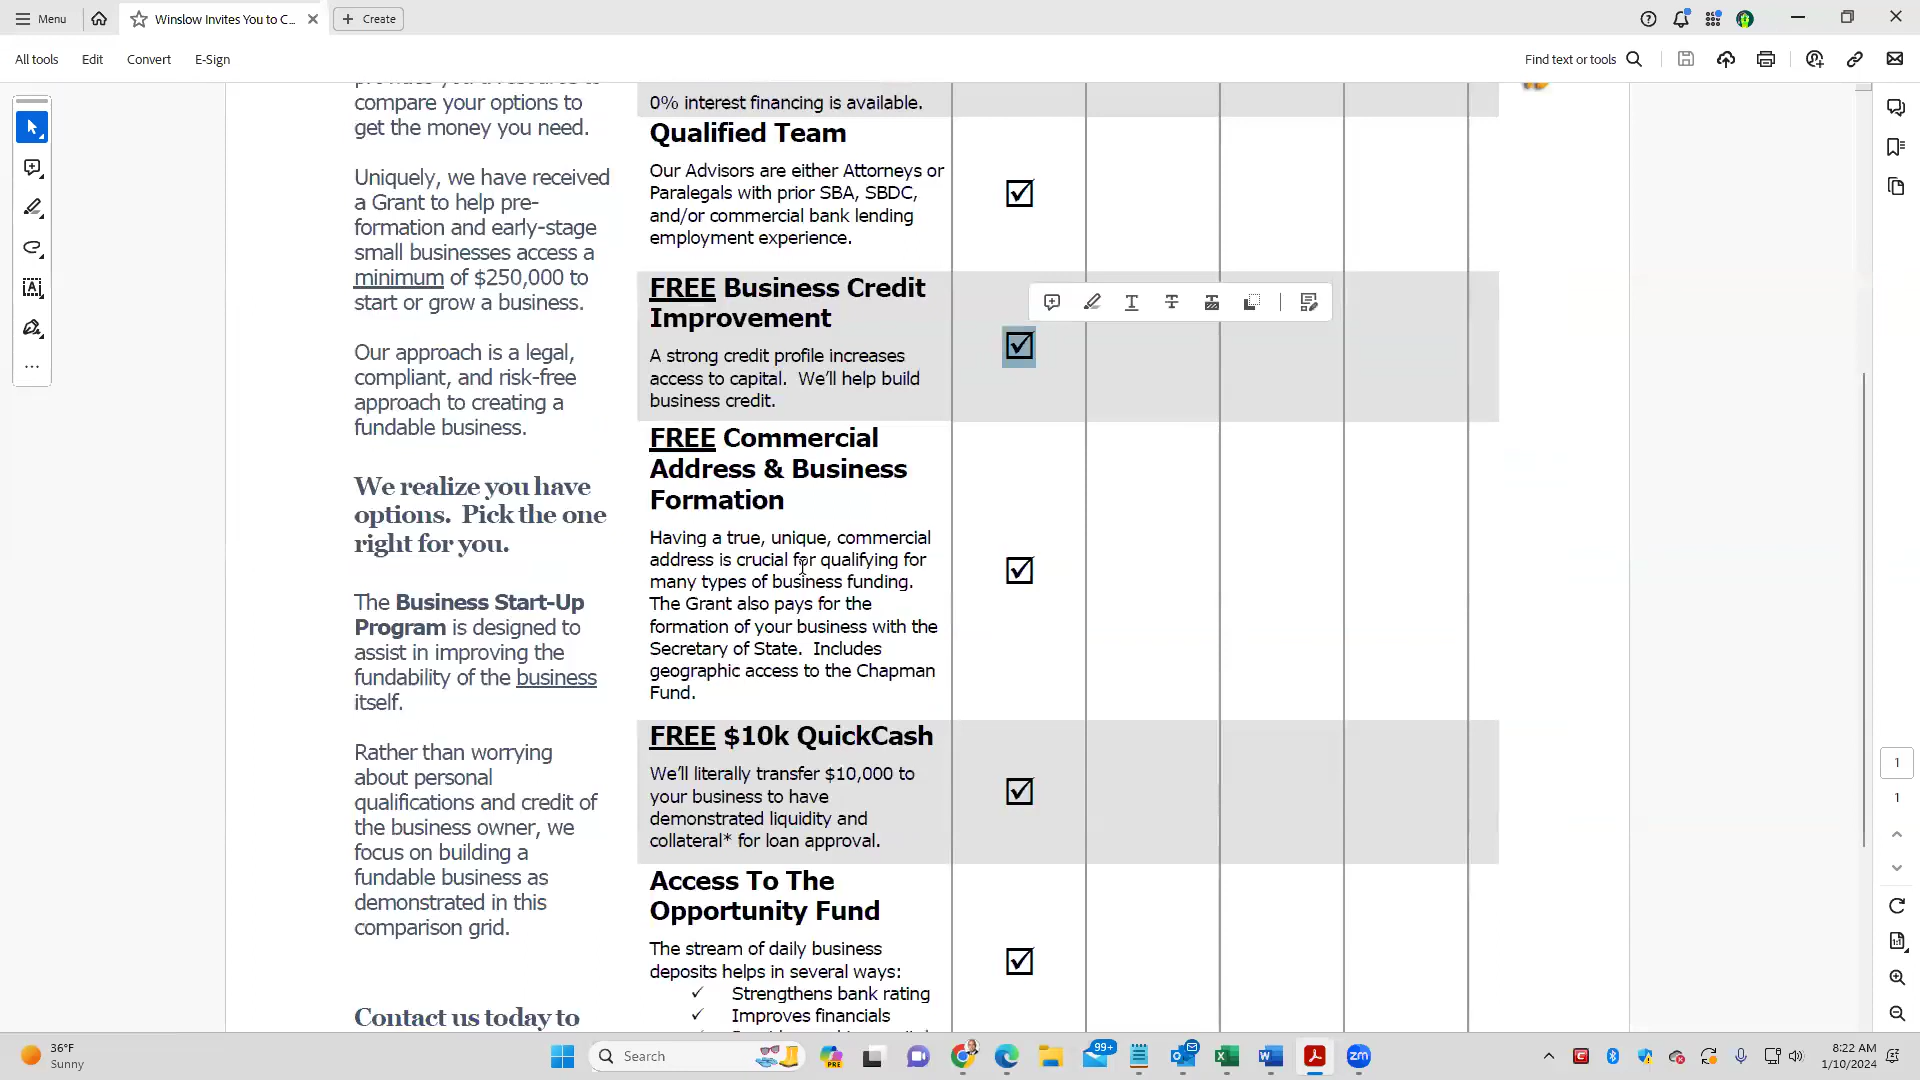 Menu
Winslow Invites You to C...
Create
All tools
Edit
Convert
E-Sign
Find text or tools
compare your options to
get the money you need.
Uniquely, we have received
a Grant to help pre-
formation and early-stage
small businesses access a
minimum of $250,000 to
start or grow a business.
Our approach is a legal,
compliant, and risk-free
approach to creating a
fundable business.
We realize you have
options.  Pick the one
right for you.
The Business Start-Up
Program is designed to
assist in improving the
fundability of the business
itself.
Rather than worrying
about personal
qualifications and credit of
the business owner, we
focus on building a
fundable business as
demonstrated in this
comparison grid.
Contact us today to
0% interest financing is available.
Qualified Team
Our Advisors are either Attorneys or
Paralegals with prior SBA, SBDC,
and/or commercial bank lending
employment experience.
FREE Business Credit
Improvement
A strong credit profile increases
access to capital.  We'll help build
business credit.
FREE Commercial
Address & Business
Formation
Having a true, unique, commercial
address is crucial for qualifying for
many types of business funding.
The Grant also pays for the
formation of your business with the
Secretary of State.  Includes
geographic access to the Chapman
Fund.
FREE $10k QuickCash
We'll literally transfer $10,000 to
your business to have
demonstrated liquidity and
collateral* for loan approval.
Access To The
Opportunity Fund
The stream of daily business
deposits helps in several ways:
✓ Strengthens bank rating
✓ Improves financials
1
1
36°F
Sunny
Search
PRE
99+
zm
8:22 AM
1/10/2024